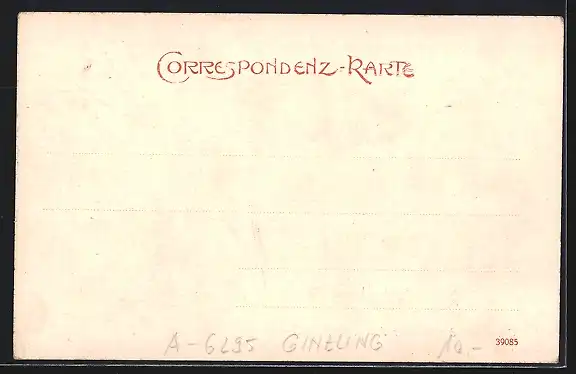 CORRESPONDENZ-KARTE
A-6295 GINZLING 10,-
39085